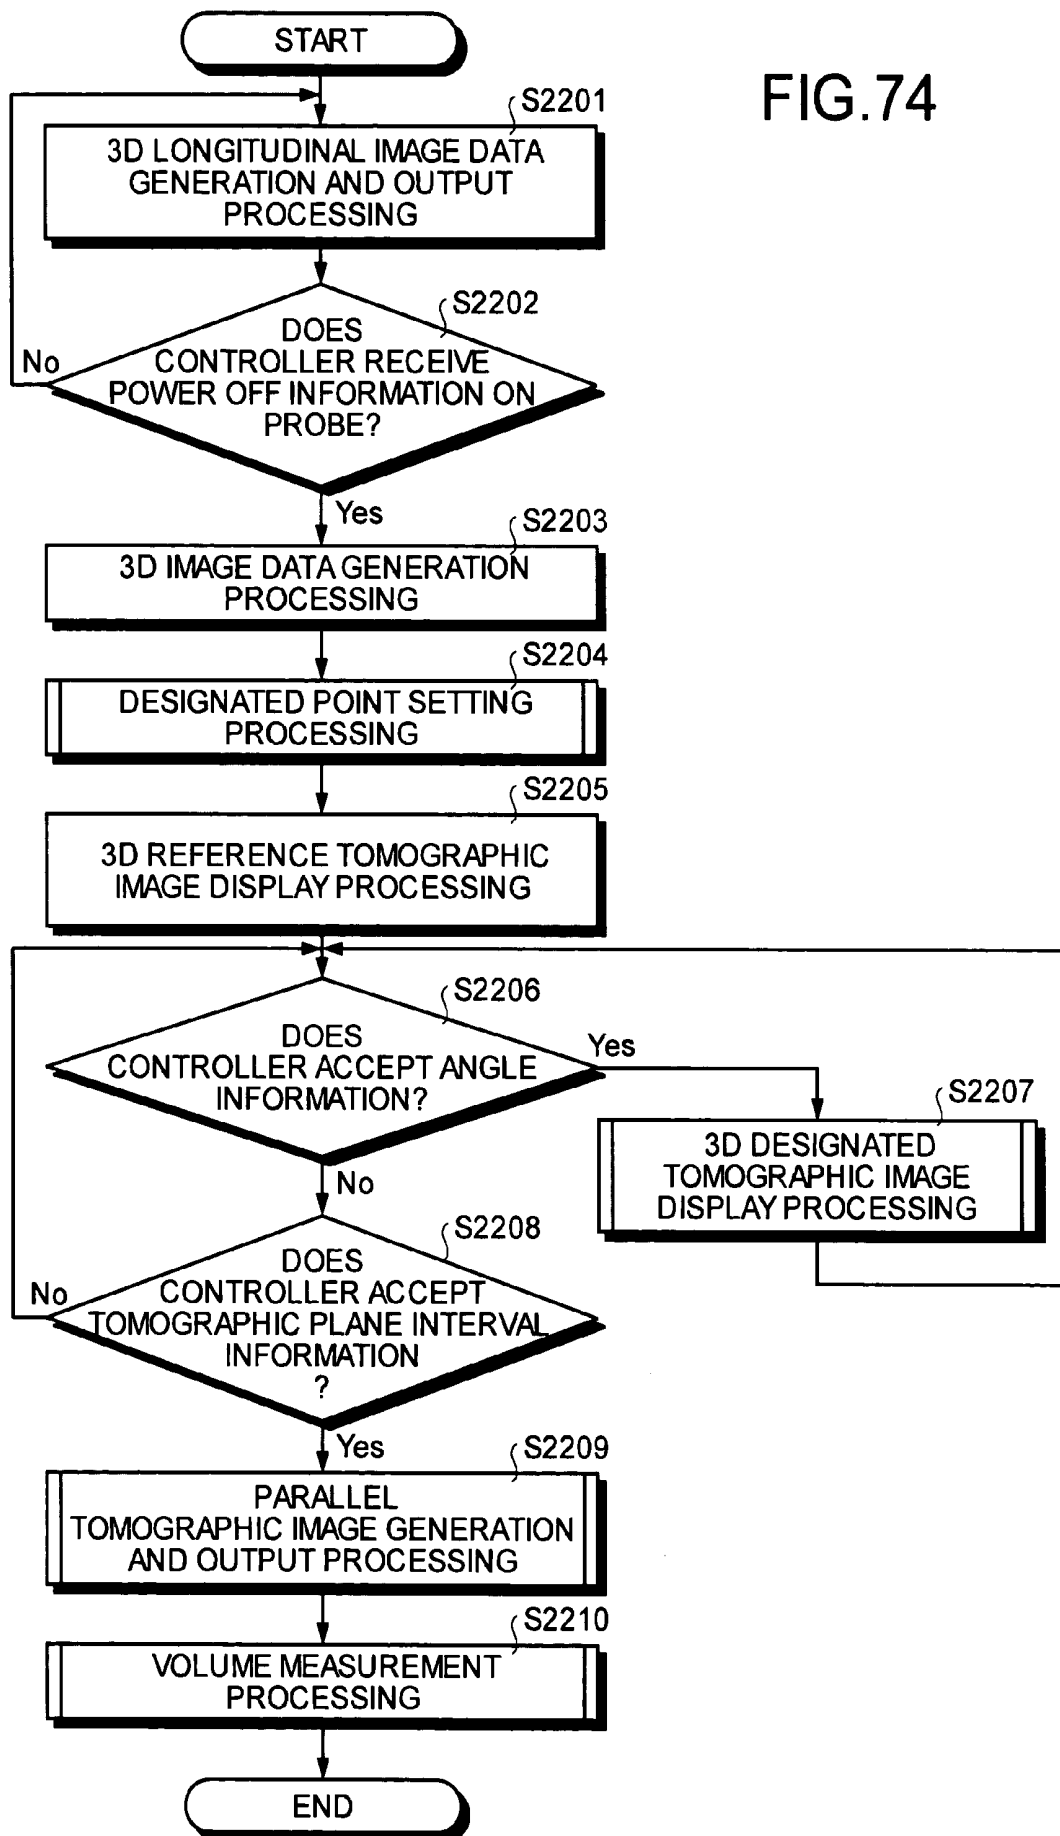 START
FIG.74
S2201
3D LONGITUDINAL IMAGE DATA
GENERATION AND OUTPUT
PROCESSING
S2202
DOES
CONTROLLER RECEIVE
POWER OFF INFORMATION ON
PROBE?
No
Yes
S2203
3D IMAGE DATA GENERATION
PROCESSING
S2204
DESIGNATED POINT SETTING
PROCESSING
S2205
3D REFERENCE TOMOGRAPHIC
IMAGE DISPLAY PROCESSING
S2206
DOES
CONTROLLER ACCEPT ANGLE
INFORMATION?
Yes
S2207
3D DESIGNATED
TOMOGRAPHIC IMAGE
DISPLAY PROCESSING
No
S2208
DOES
CONTROLLER ACCEPT
TOMOGRAPHIC PLANE INTERVAL
INFORMATION
?
No
Yes
S2209
PARALLEL
TOMOGRAPHIC IMAGE GENERATION
AND OUTPUT PROCESSING
S2210
VOLUME MEASUREMENT
PROCESSING
END